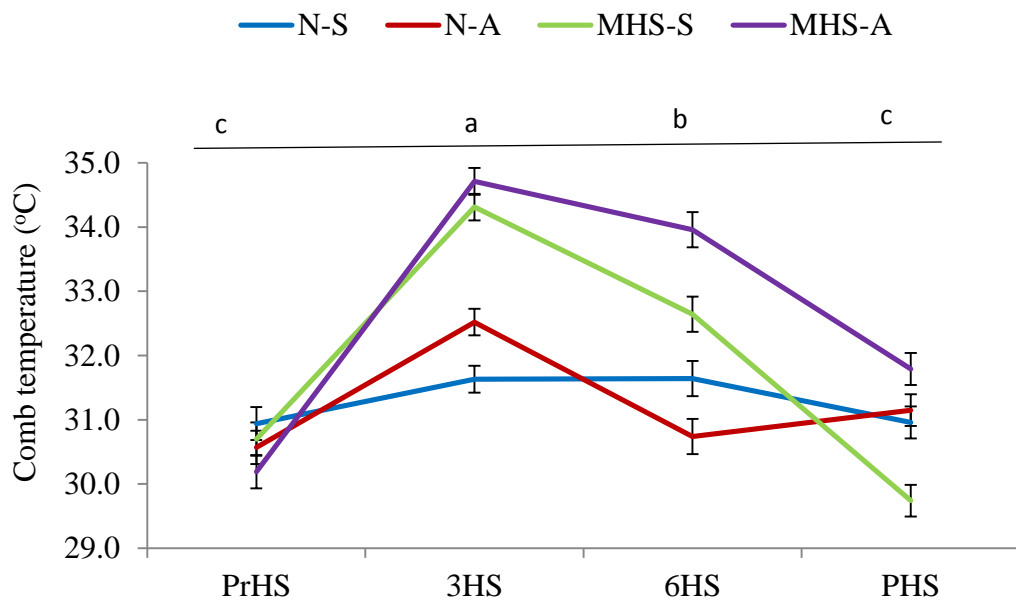 N-S N-A MHS-S MHS-A
c a b c
Comb temperature (°C)
35.0
34.0
33.0
32.0
31.0
30.0
29.0
PrHS 3HS 6HS PHS